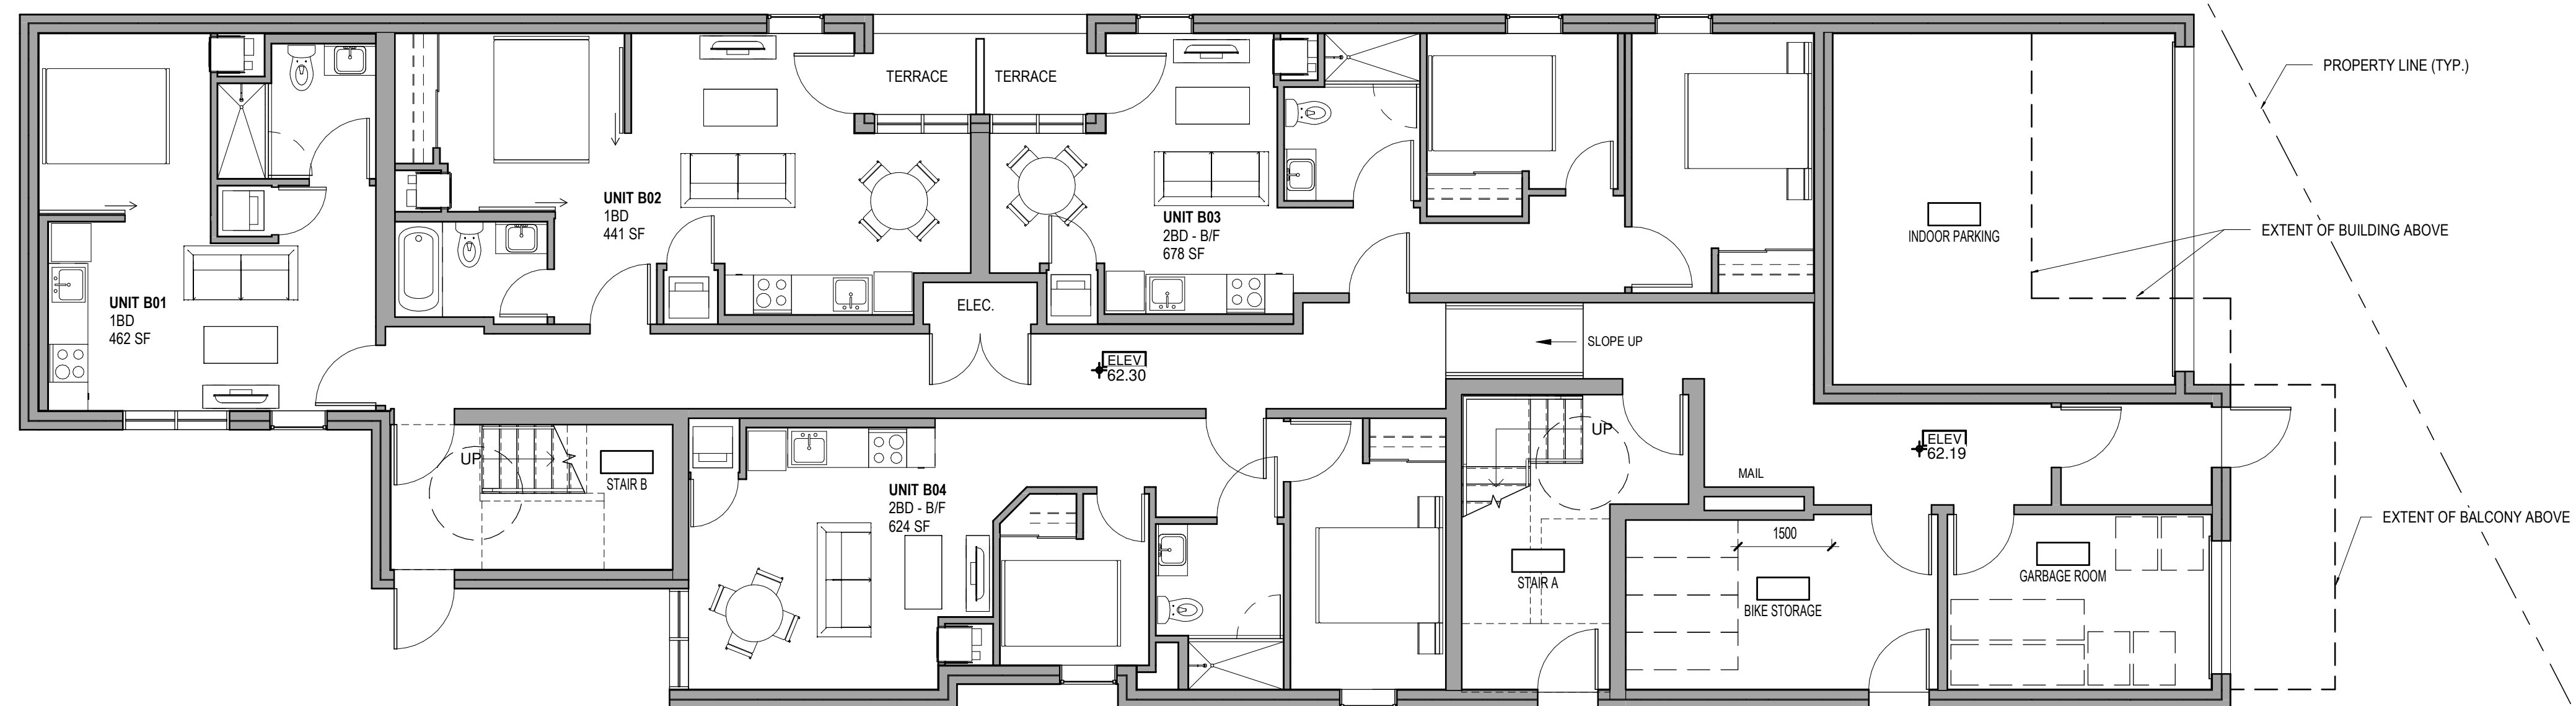 PROPERTY LINE (TYP.)
TERRACE
TERRACE
UNIT B02
1BD
441 SF
UNIT B03
2BD - B/F
678 SF
INDOOR PARKING
EXTENT OF BUILDING ABOVE
UNIT B01
1BD
462 SF
ELEC.
SLOPE UP
ELEV
62.30
UP
UP
STAIR B
ELEV
62.19
MAIL
UNIT B04
2BD - B/F
624 SF
EXTENT OF BALCONY ABOVE
1500
STAIR A
GARBAGE ROOM
BIKE STORAGE